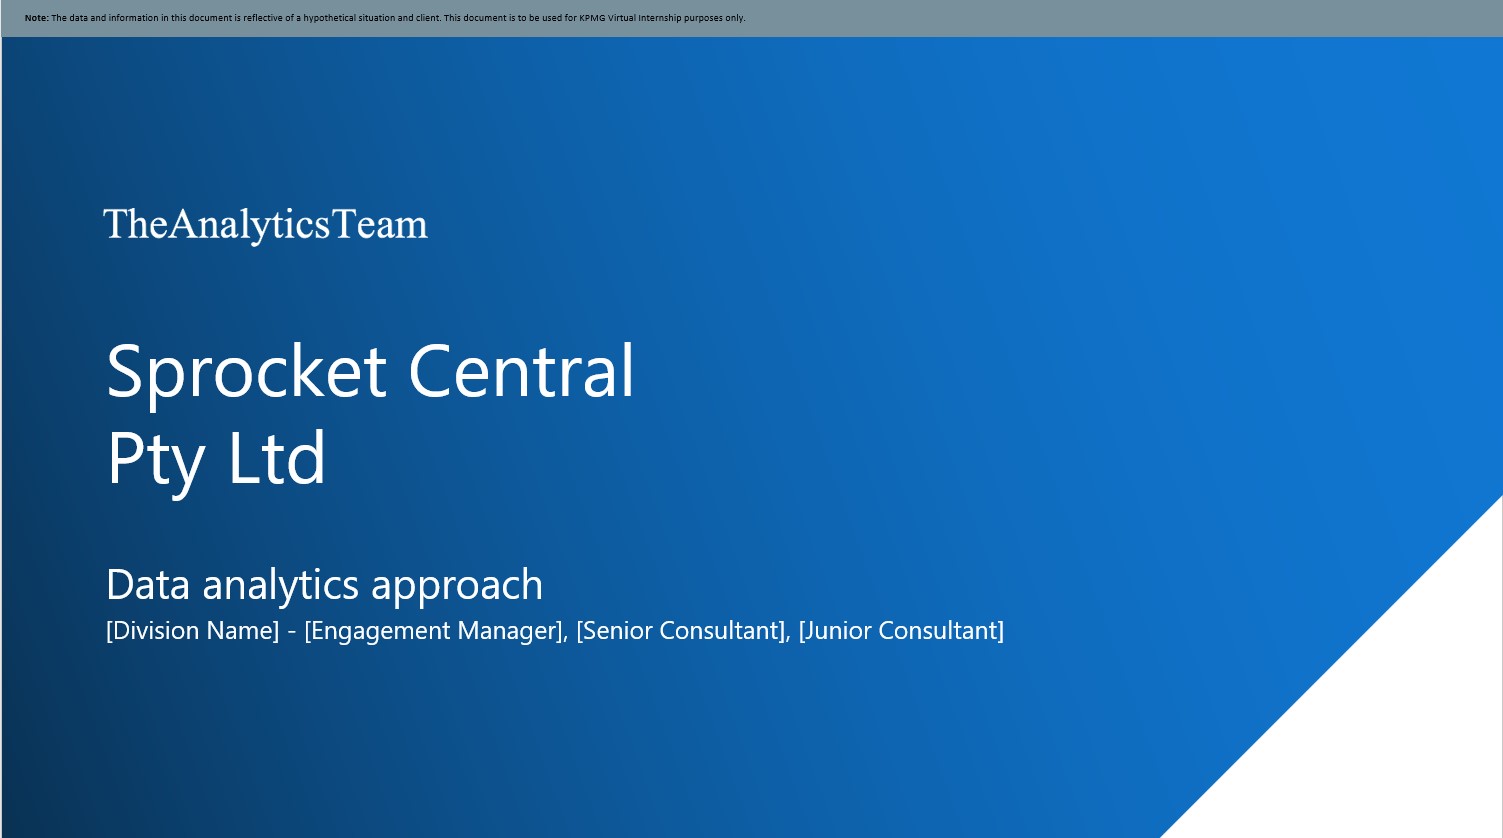 Note: The data and information in this document is reflective of a hypothetical situation and client. This document is to be used for KPMG Virtual Internship purposes only.
TheAnalyticsTeam
Sprocket Central
Pty Ltd
Data analytics approach
[Division Name] - [Engagement Manager], [Senior Consultant], [Junior Consultant]